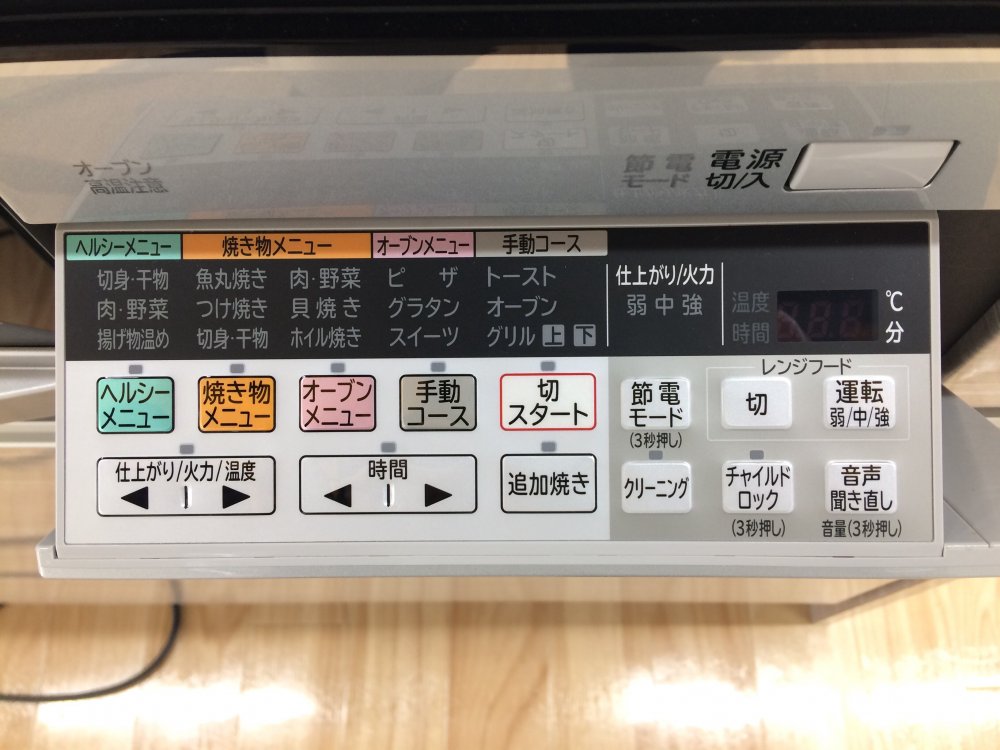 オーブン
高温注意
節電
モード
電源
切/入
ヘルシーメニュー 焼き物メニュー オーブンメニュー 手動コース
切身・干物 魚丸焼き 肉・野菜 ピザ トースト
肉・野菜 つけ焼き 貝焼き グラタン オーブン
揚げ物温め 切身・干物 ホイル焼き スイーツ グリル 上 下
仕上がり/火力
弱 中 強
温度 ℃
時間 分
ヘルシー
メニュー
焼き物
メニュー
オーブン
メニュー
手動
コース
切
スタート
節電
モード
(3秒押し)
レンジフード
切
運転
弱/中/強
仕上がり/火力/温度
◀ ▶
時間
◀ ▶
追加焼き
クリーニング
チャイルド
ロック
(3秒押し)
音声
聞き直し
音量(3秒押し)